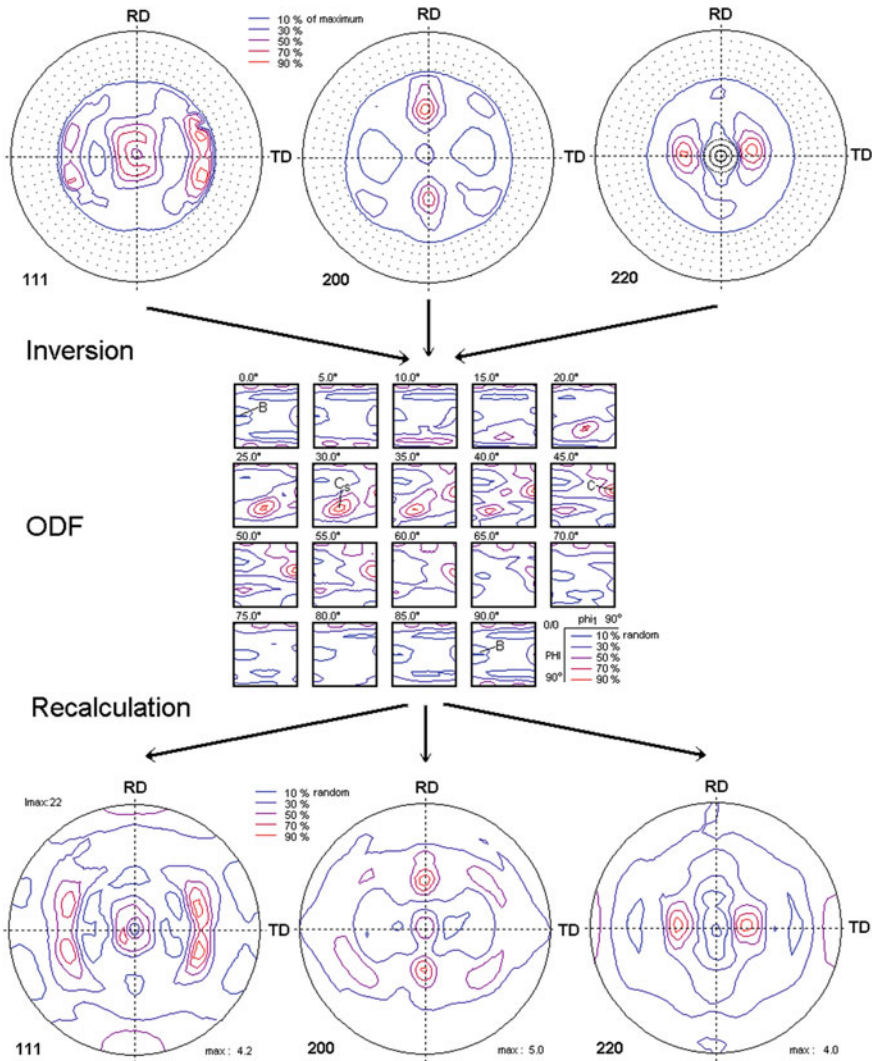 RD
RD
RD
10 % of maximum
30 %
50 %
70 %
90 %
TD
TD
TD
111
200
220
Inversion
0.0°
5.0°
10.0°
15.0°
20.0°
B
25.0°
30.0°
35.0°
40.0°
45.0°
Cs
C
ODF
50.0°
55.0°
60.0°
65.0°
70.0°
75.0°
80.0°
85.0°
90.0°
B
0/0
phi1 90°
PHI
90°
10 % random
30 %
50 %
70 %
90 %
Recalculation
RD
RD
RD
Imax:22
10 % random
30 %
50 %
70 %
90 %
TD
TD
TD
111
max : 4.2
200
max : 5.0
220
max : 4.0